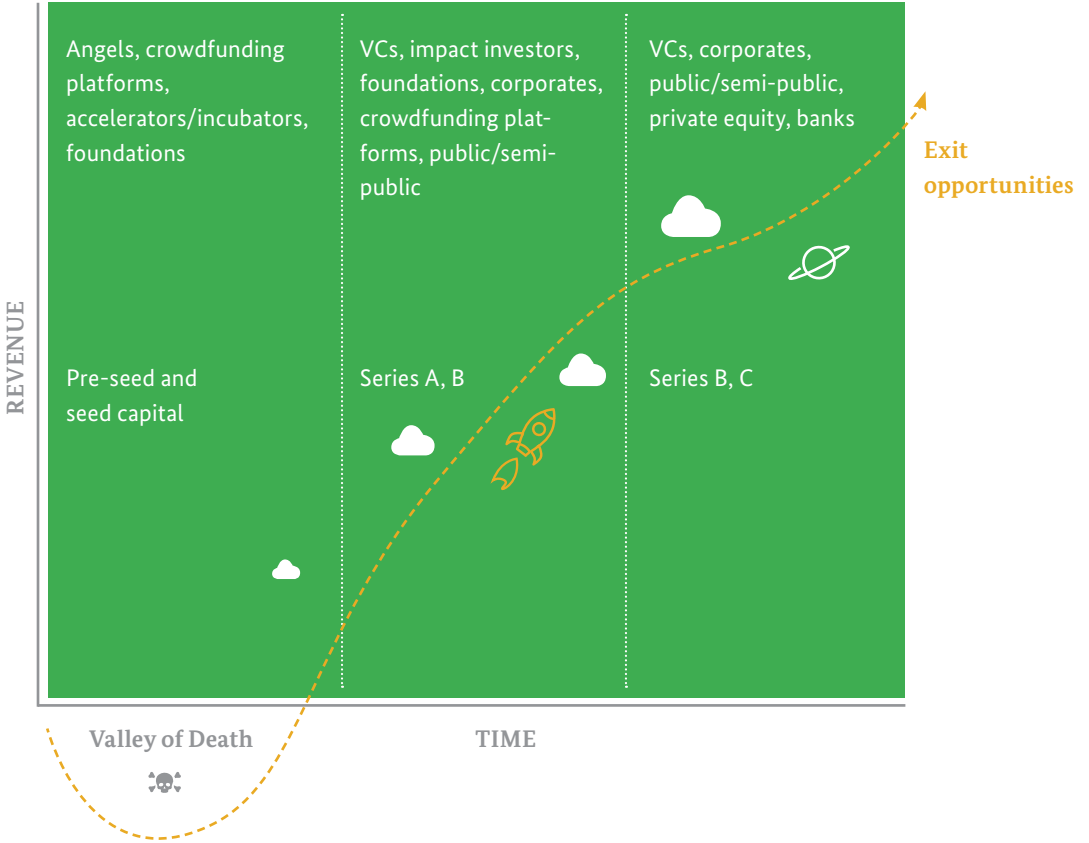 Angels, crowdfunding
platforms,
accelerators/incubators,
foundations
VCs, impact investors,
foundations, corporates,
crowdfunding plat-
forms, public/semi-
public
VCs, corporates,
public/semi-public,
private equity, banks
Exit
opportunities
REVENUE
Pre-seed and
seed capital
Series A, B
Series B, C
Valley of Death
TIME